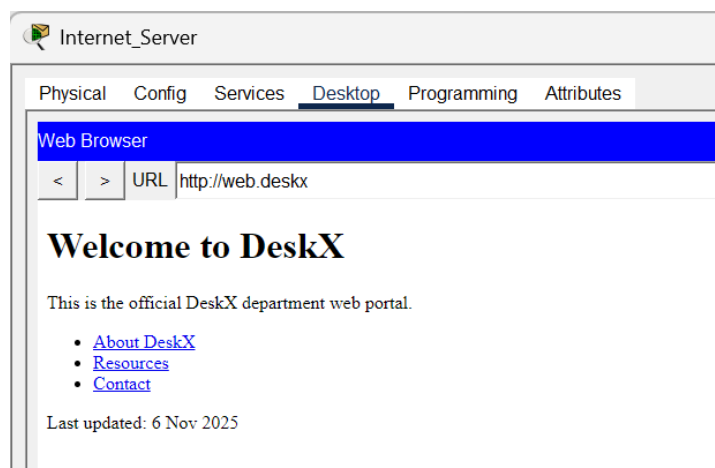 Internet_Server
Physical Config Services Desktop Programming Attributes
Web Browser
< > URL http://web.deskx
Welcome to DeskX
This is the official DeskX department web portal.
• About DeskX
• Resources
• Contact
Last updated: 6 Nov 2025